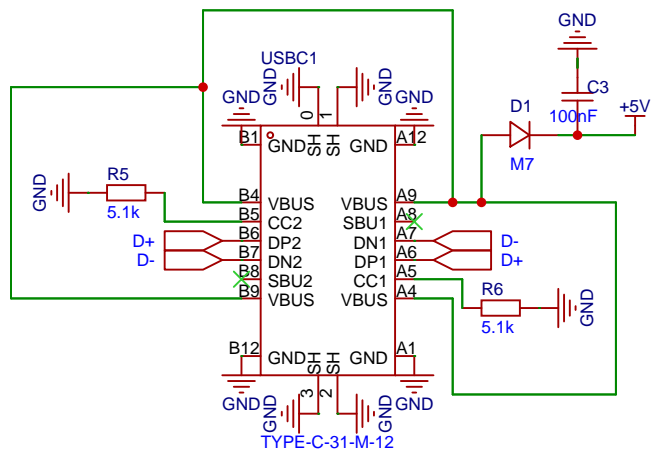 GND
USBC1
GND
GND
C3
GND
GND
D1
100nF
+5V
0
1
B1
GND
SH
SH
GND
A12
M7
R5
GND
5.1k
B4
VBUS
VBUS
A9
B5
CC2
SBU1
A8
D+
B6
DP2
DN1
A7
D-
D-
B7
DN2
DP1
A6
D+
B8
SBU2
CC1
A5
B9
VBUS
VBUS
A4
R6
5.1k
GND
B12
GND
SH
SH
GND
A1
3
2
GND
GND
GND
GND
TYPE-C-31-M-12